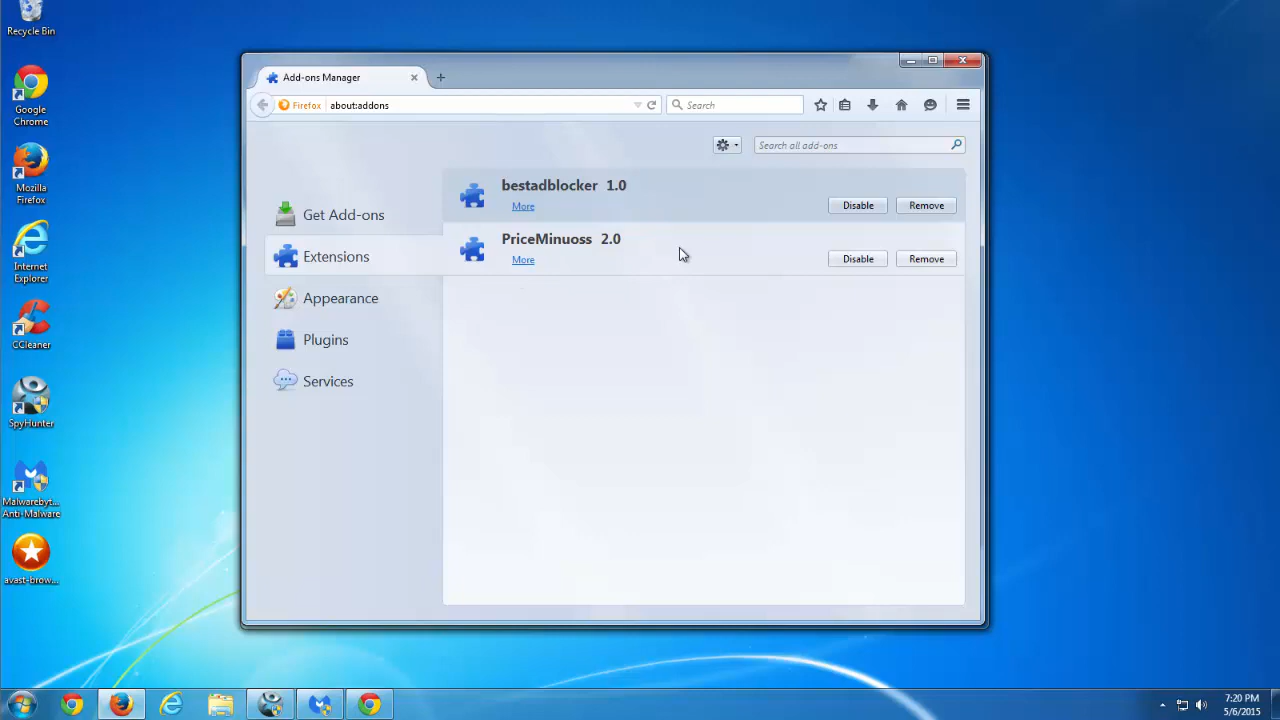 Recycle Bin
Google
Chrome
Mozilla
Firefox
Internet
Explorer
CCleaner
SpyHunter
Malwarebyt...
Anti-Malware
avast-brow...
Add-ons Manager
Firefox
about:addons
Search
Search all add-ons
Get Add-ons
Extensions
Appearance
Plugins
Services
bestadblocker 1.0
More
Disable
Remove
PriceMinuoss 2.0
More
Disable
Remove
7:20 PM
5/6/2015